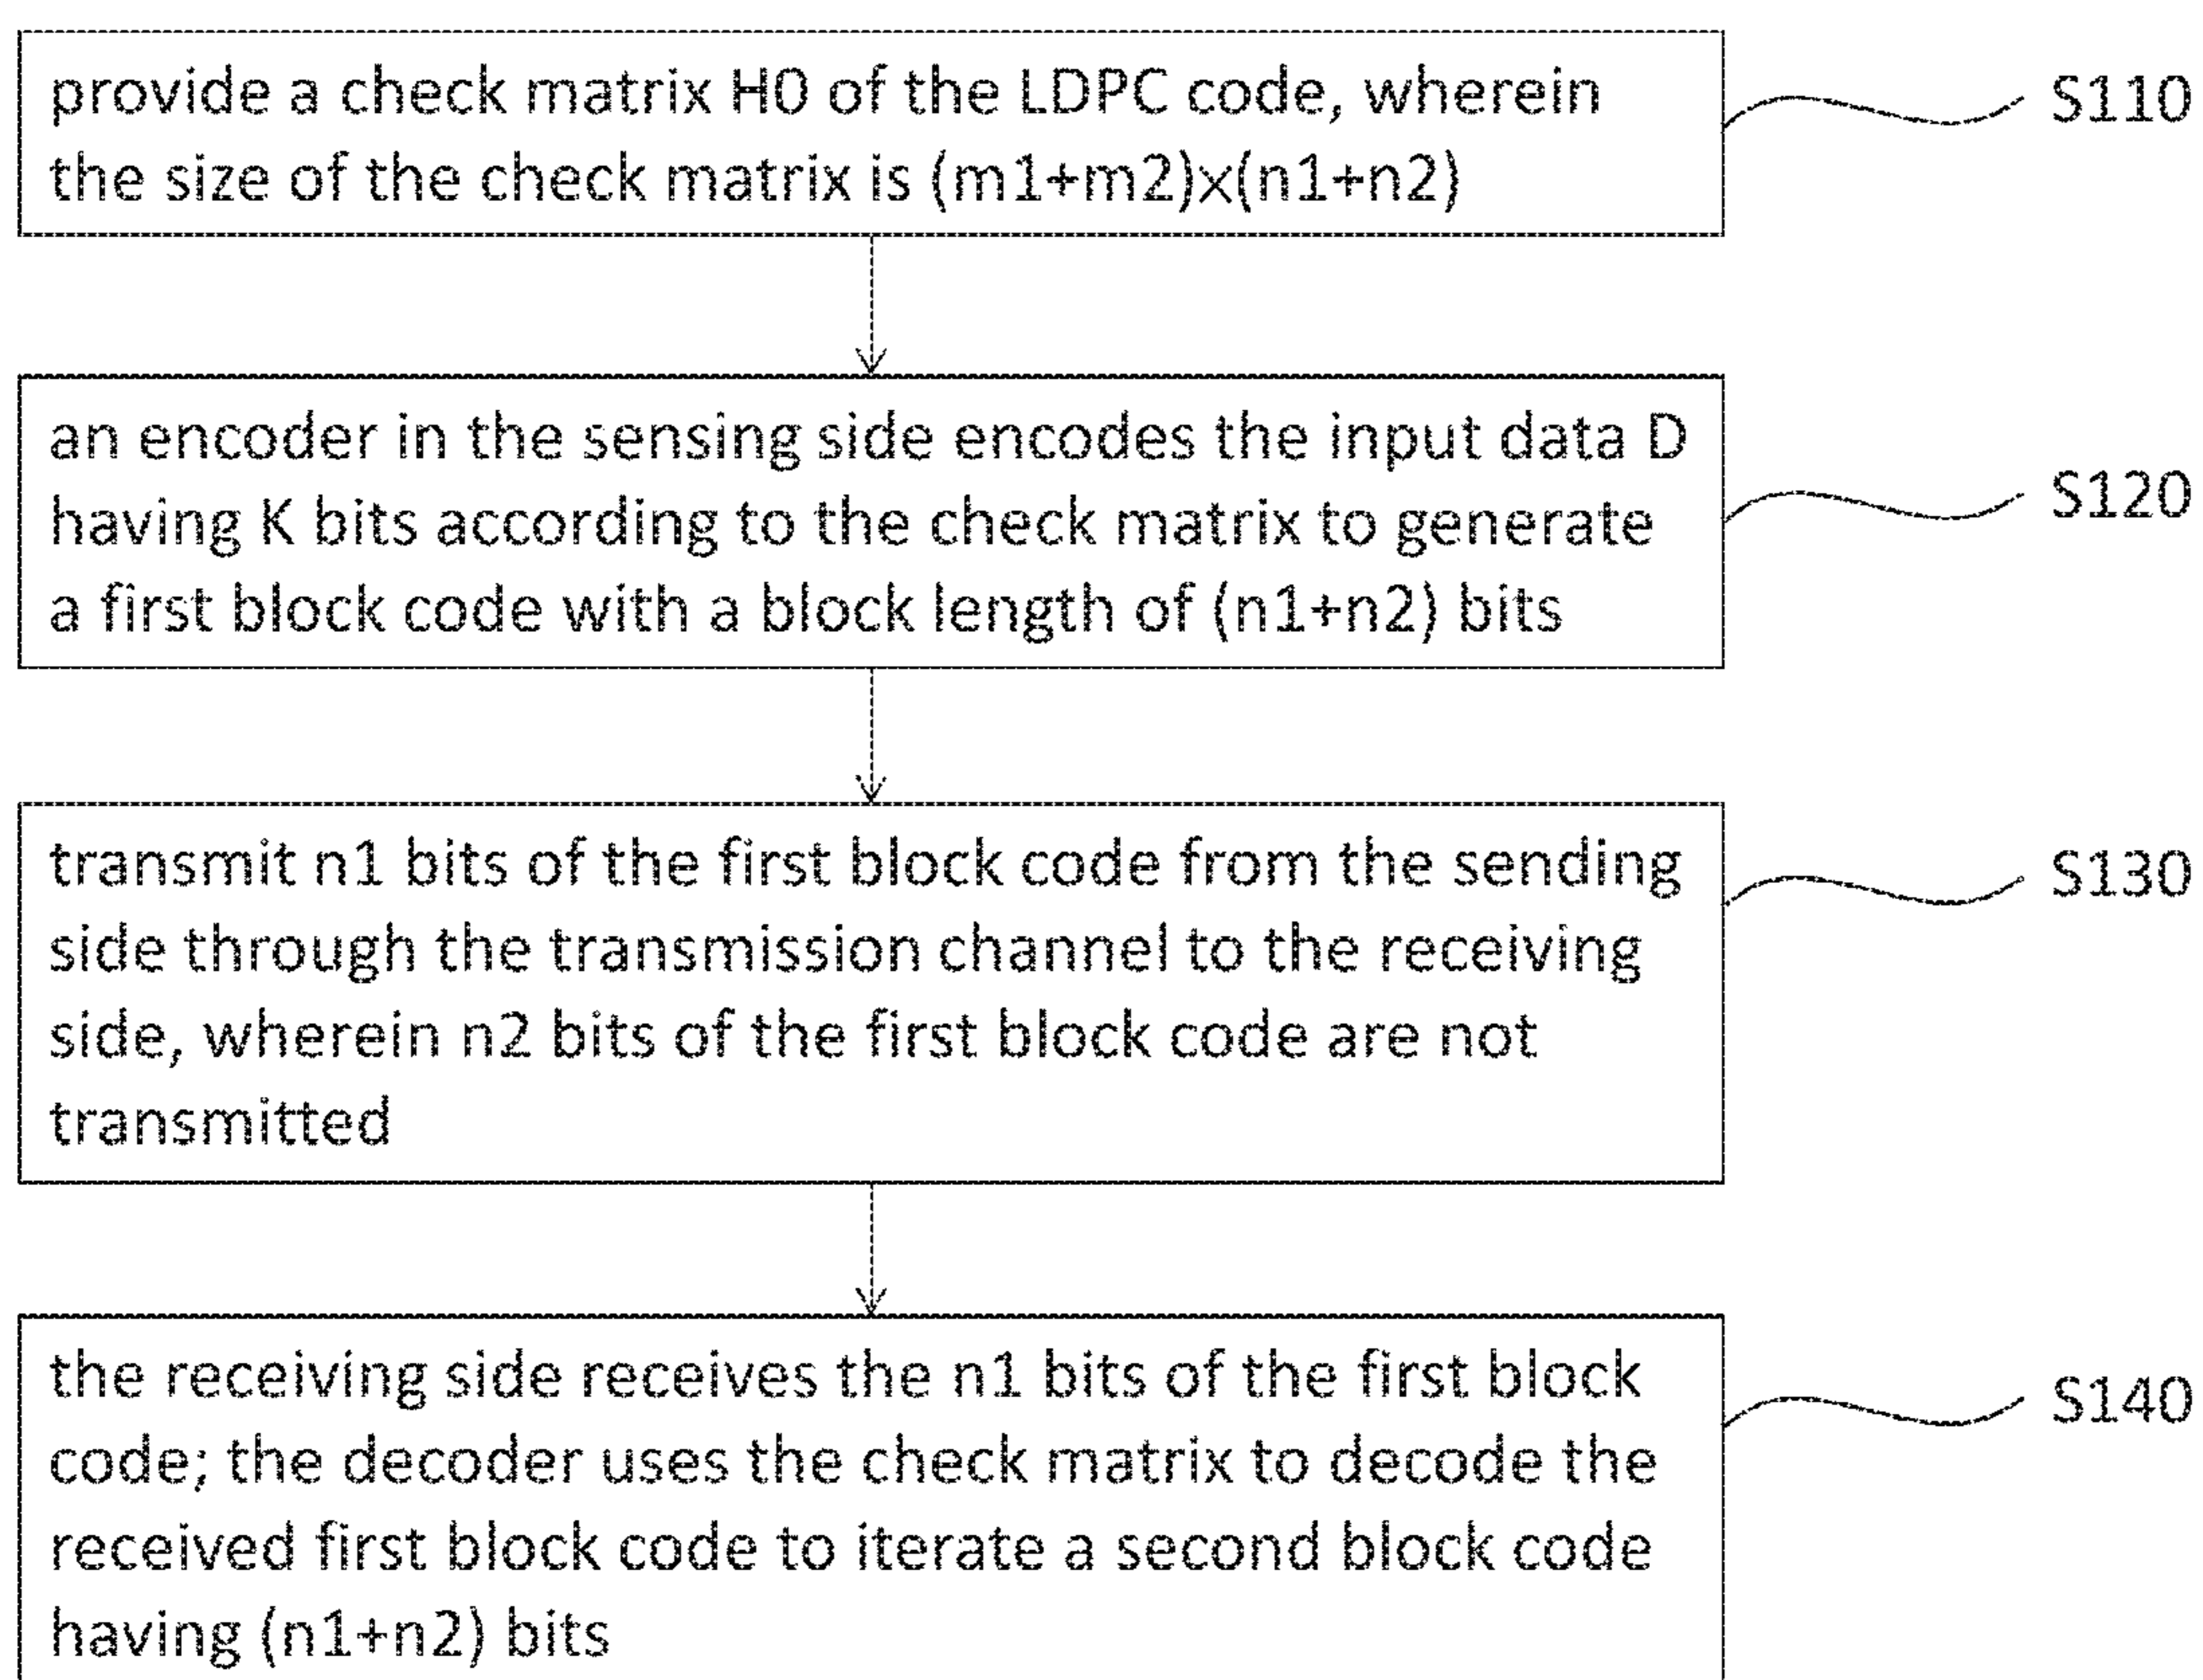 provide a check matrix H0 of the LDPC code, wherein
the size of the check matrix is (m1+m2)×(n1+n2)
S110
an encoder in the sensing side encodes the input data D
having K bits according to the check matrix to generate
a first block code with a block length of (n1+n2) bits
S120
transmit n1 bits of the first block code from the sending
side through the transmission channel to the receiving
side, wherein n2 bits of the first block code are not
transmitted
S130
the receiving side receives the n1 bits of the first block
code; the decoder uses the check matrix to decode the
received first block code to iterate a second block code
having (n1+n2) bits
S140